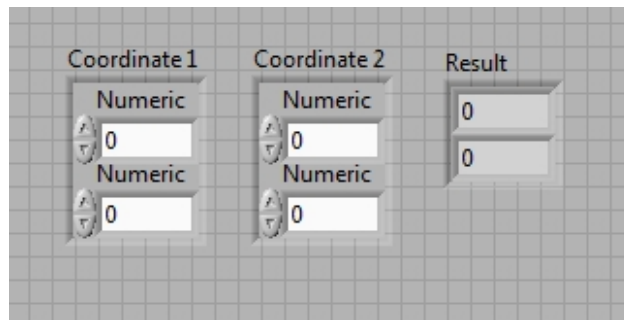 Coordinate 1 Coordinate 2 Result
Numeric Numeric
0 0 0
Numeric Numeric 0
0 0